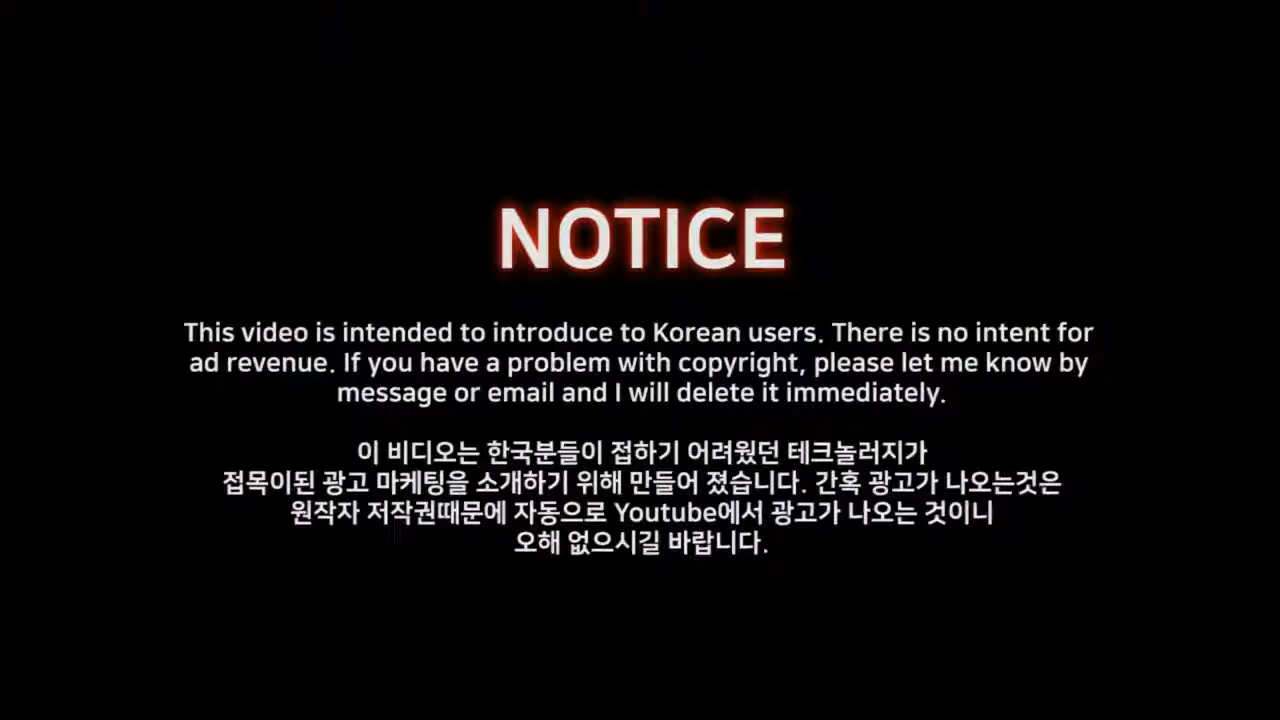 NOTICE
This video is intended to introduce to Korean users. There is no intent for
ad revenue. If you have a problem with copyright, please let me know by
message or email and I will delete it immediately.
이 비디오는 한국분들이 접하기 어려웠던 테크놀러지가
접목이된 광고 마케팅을 소개하기 위해 만들어 졌습니다. 간혹 광고가 나오는것은
원작자 저작권때문에 자동으로 Youtube에서 광고가 나오는 것이니
오해 없으시길 바랍니다.